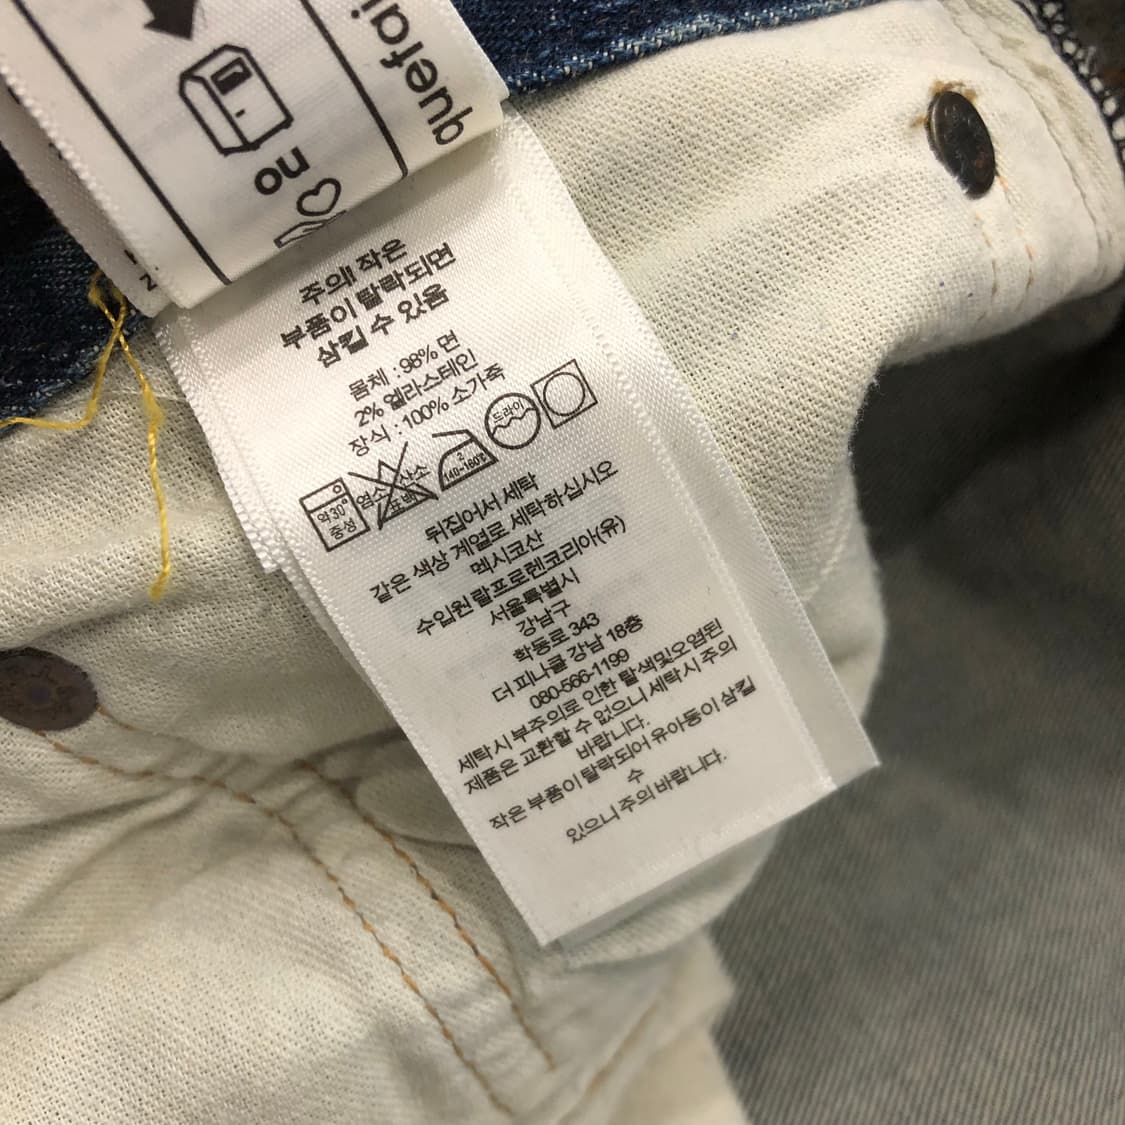 quefai
no
주의! 작은
부품이 탈락되면
삼킬 수 있음
몸체 : 98% 면
2% 엘라스테인
장식 : 100% 소가죽
약30° 중성
염소 산소 표백
2 140-160℃
드라이
뒤집어서 세탁
같은 색상 계열로 세탁하십시오
멕시코산
수입원 랄프로렌코리아(유)
서울특별시
강남구
학동로 343
더 피나클 강남 18층
080-566-1199
세탁시 부주의로 인한 탈색및오염된
제품은 교환할 수 없으니 세탁시 주의
바랍니다.
작은 부품이 탈락되어 유아동이 삼킬
수
있으니 주의 바랍니다.